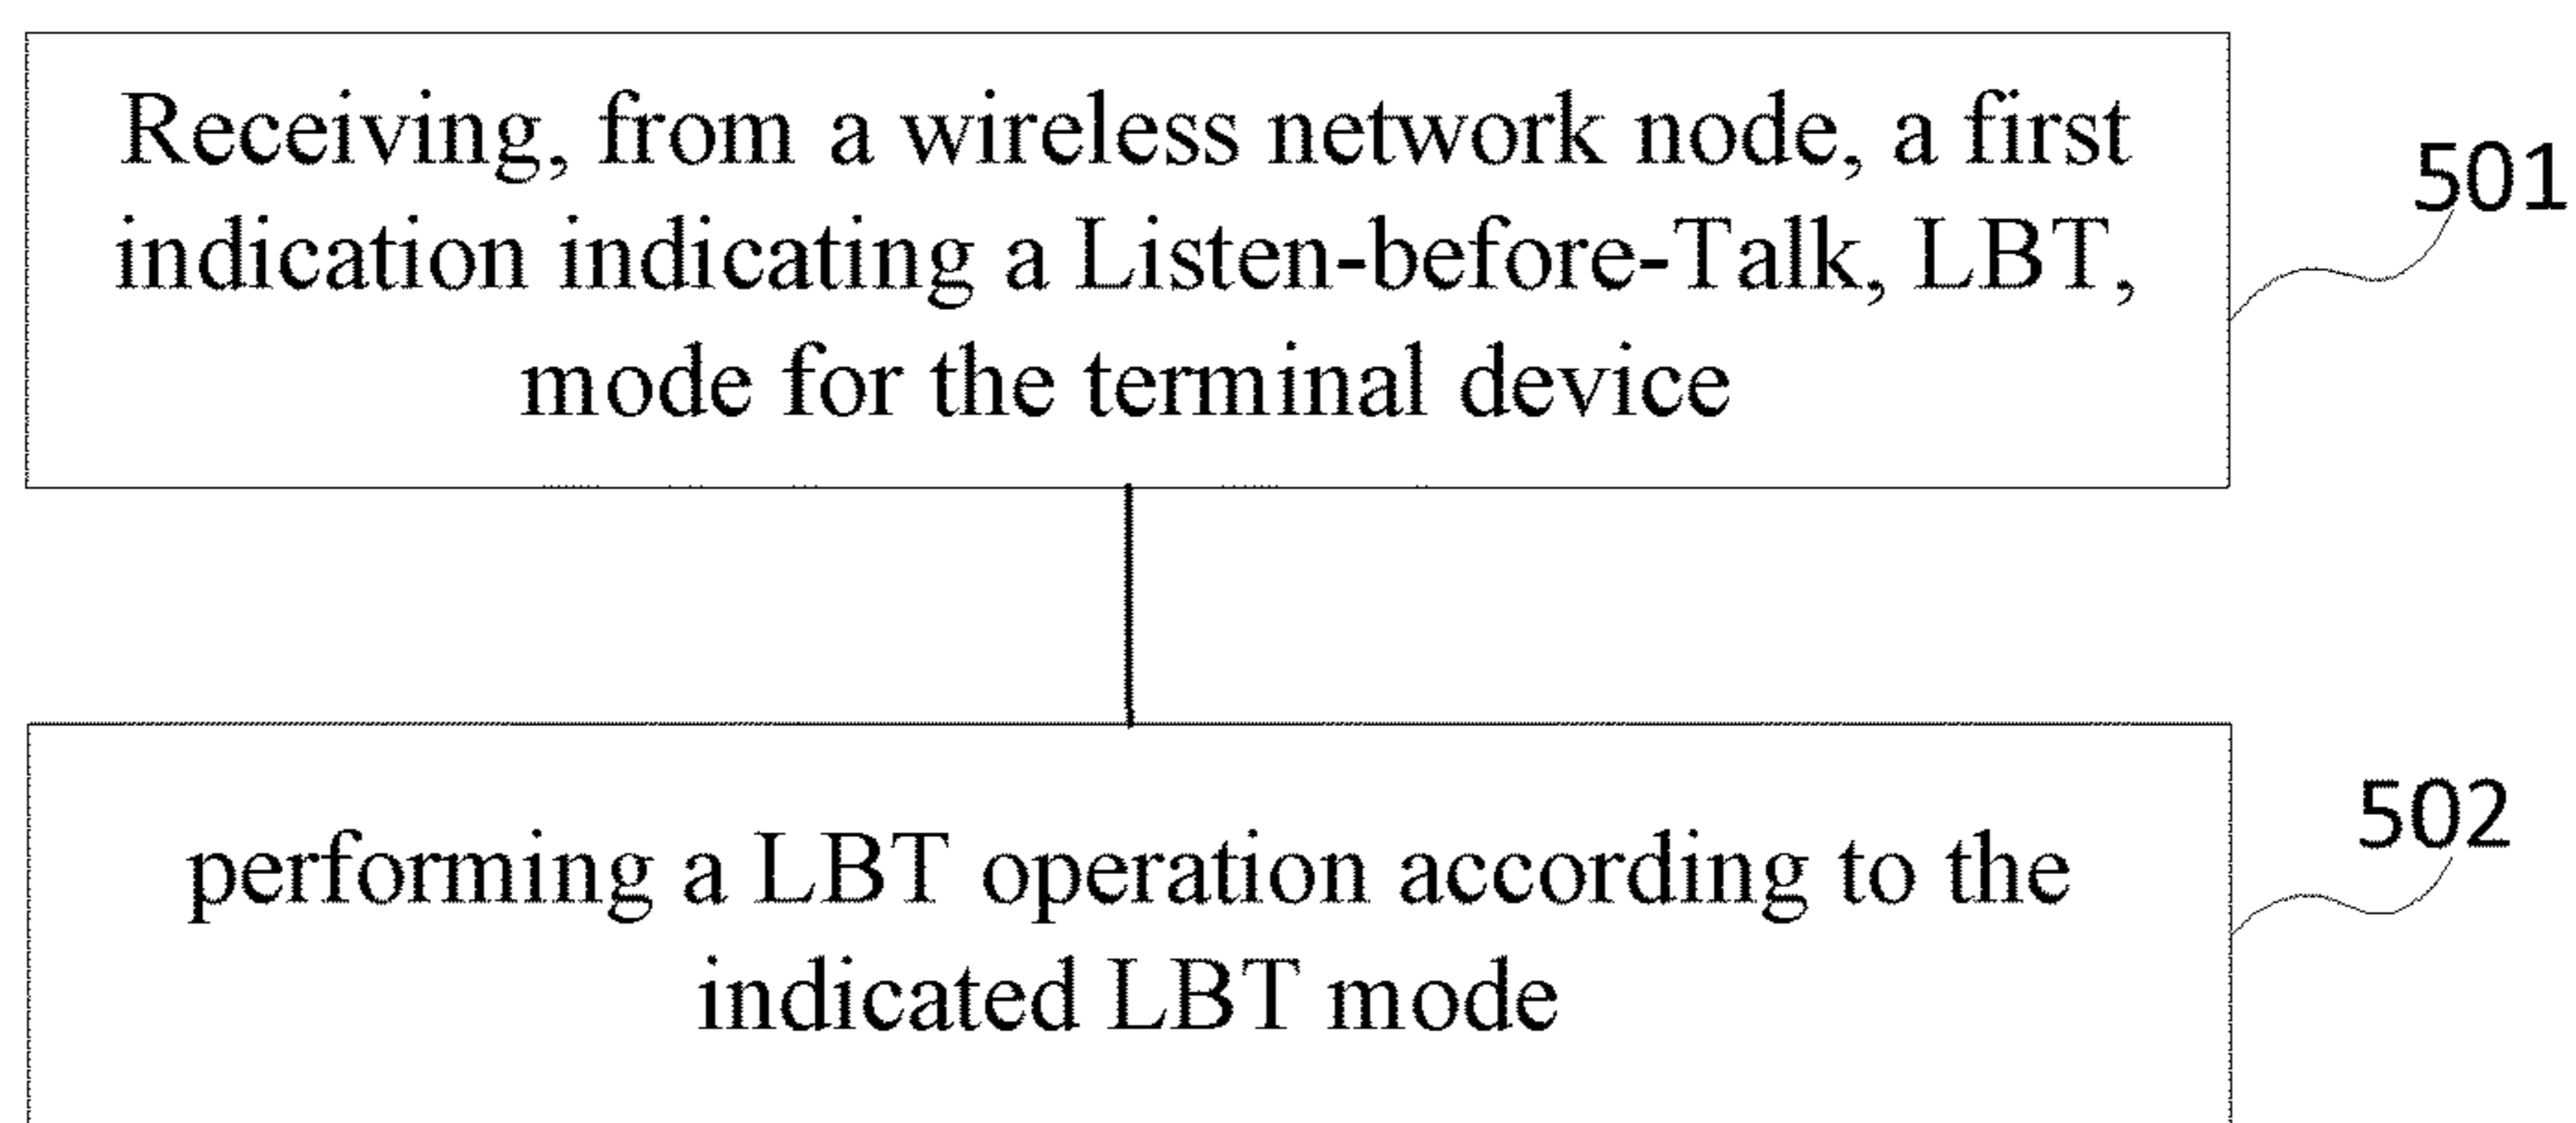 Receiving, from a wireless network node, a first
indication indicating a Listen-before-Talk, LBT,
mode for the terminal device
501
performing a LBT operation according to the
indicated LBT mode
502